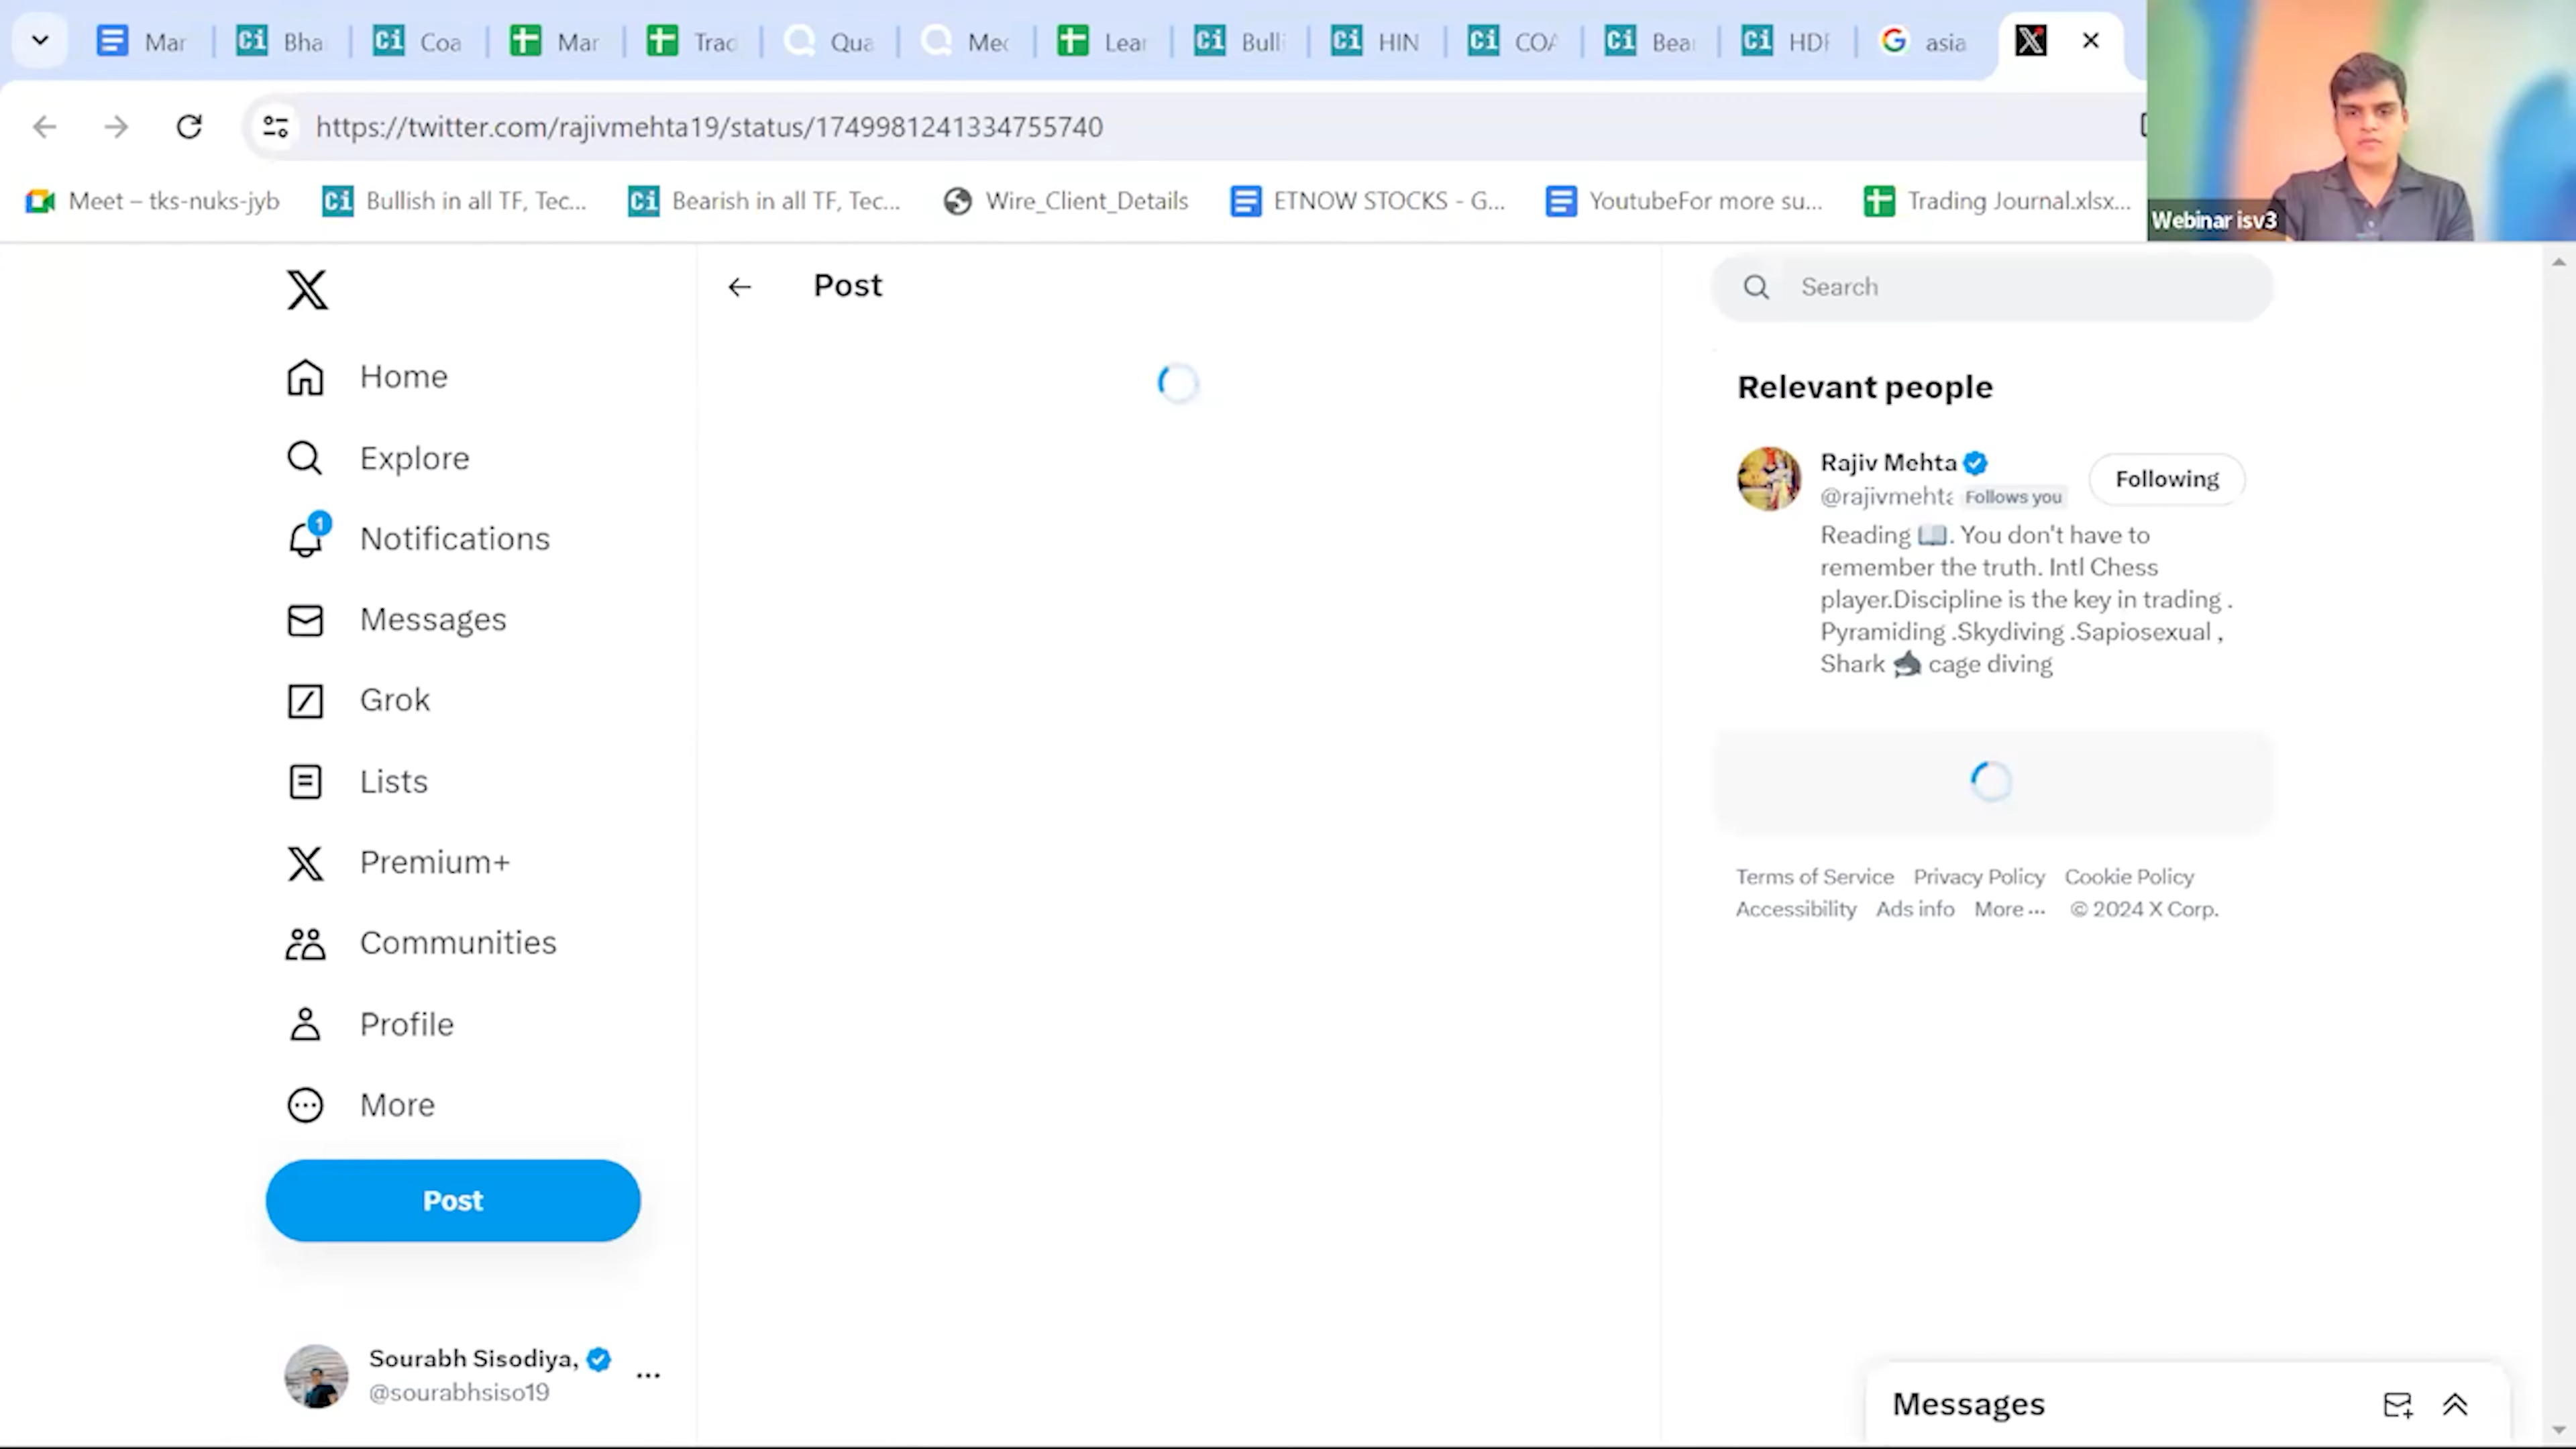 Mar
Bha
Coa
Mar
Trad
Qua
Mec
Lear
Bulli
HIN
COA
Bear
HDF
asia
https://twitter.com/rajivmehta19/status/1749981241334755740
Meet – tks-nuks-jyb
Bullish in all TF, Tec...
Bearish in all TF, Tec...
Wire_Client_Details
ETNOW STOCKS - G...
YoutubeFor more su...
Trading Journal.xlsx...
Webinar isv3
Home
Explore
1
Notifications
Messages
Grok
Lists
Premium+
Communities
Profile
More
Post
Sourabh Sisodiya,
@sourabhsiso19
Post
Search
Relevant people
Rajiv Mehta
@rajivmehta Follows you
Following
Reading 📖. You don't have to
remember the truth. Intl Chess
player.Discipline is the key in trading .
Pyramiding .Skydiving .Sapiosexual ,
Shark 🦈 cage diving
Terms of Service Privacy Policy Cookie Policy
Accessibility Ads info More ... © 2024 X Corp.
Messages